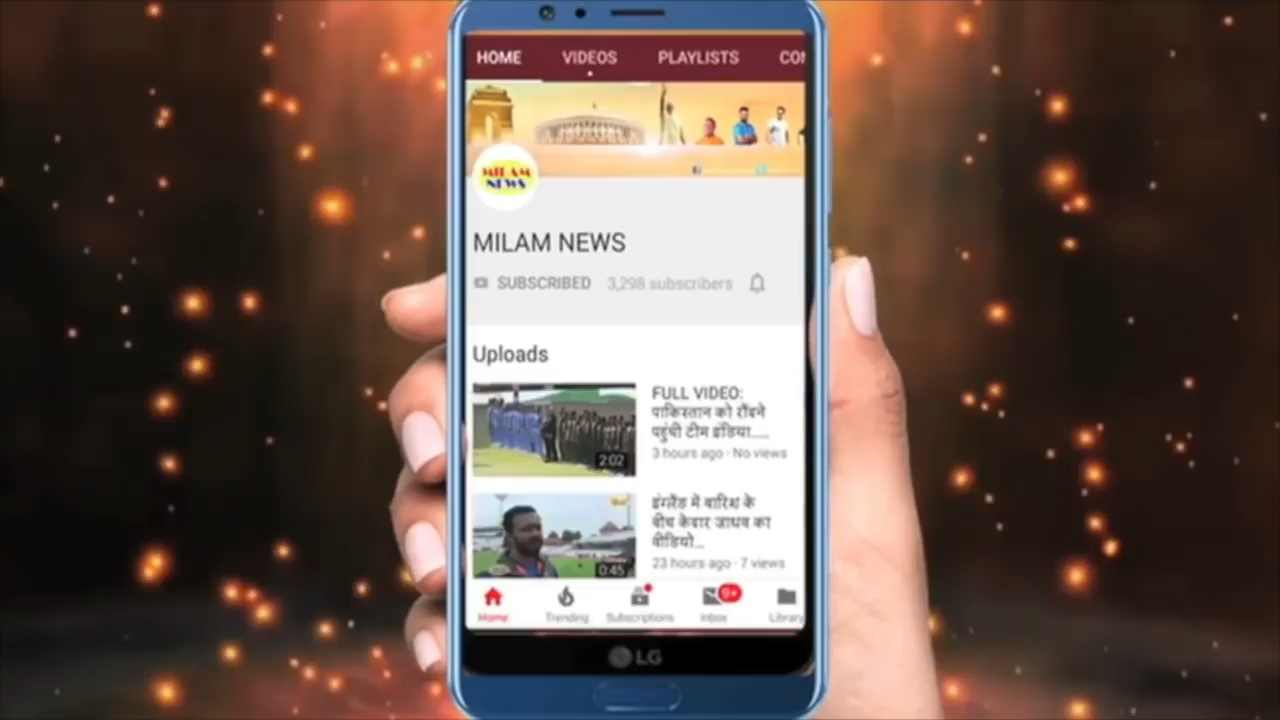 HOME VIDEOS PLAYLISTS CON
MILAM
NEWS
MILAM NEWS
SUBSCRIBED 3,298 subscribers
Uploads
FULL VIDEO:
पाकिस्तान को रौंदने
पहुंची टीम इंडिया.....
3 hours ago · No views
2:02
इंग्लैंड में बारिश के
बीच केदार जाधव का
वीडियो...
23 hours ago · 7 views
0:45
Home Trending Subscriptions Inbox 9+ Library
LG